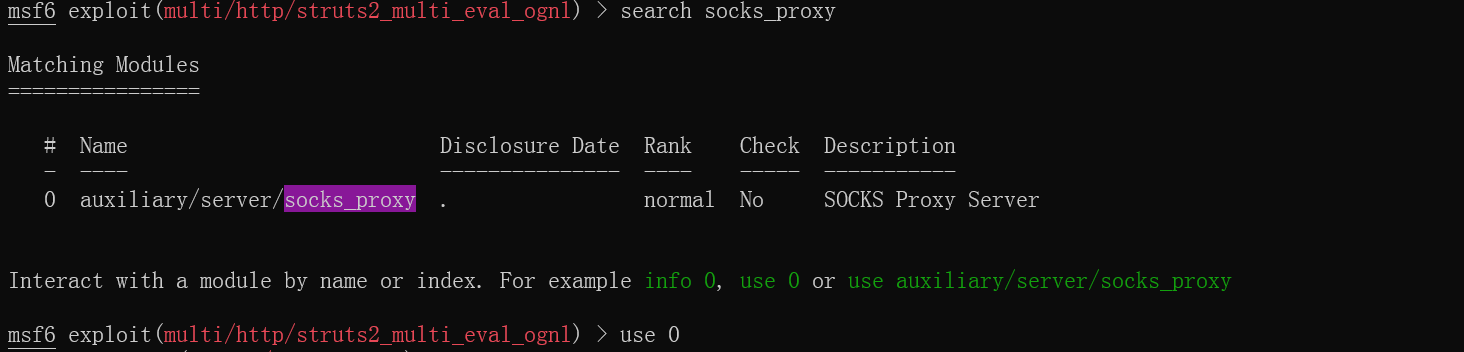 msf6 exploit(multi/http/struts2_multi_eval_ognl) > search socks_proxy
Matching Modules
================
# Name Disclosure Date Rank Check Description
- ---- --------------- ---- ----- -----------
0 auxiliary/server/socks_proxy . normal No SOCKS Proxy Server
Interact with a module by name or index. For example info 0, use 0 or use auxiliary/server/socks_proxy
msf6 exploit(multi/http/struts2_multi_eval_ognl) > use 0